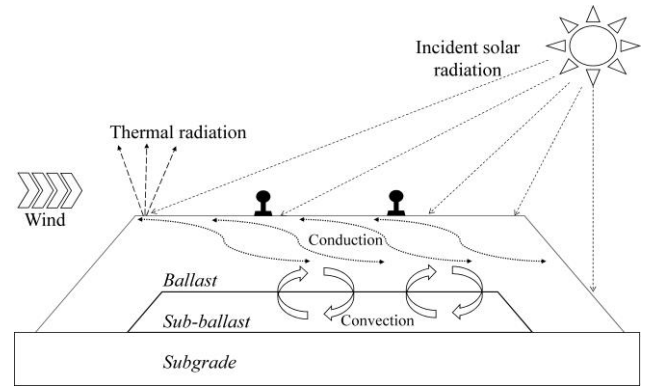 Incident solar
radiation
Thermal radiation
Wind
Conduction
Ballast
Sub-ballast
Convection
Subgrade